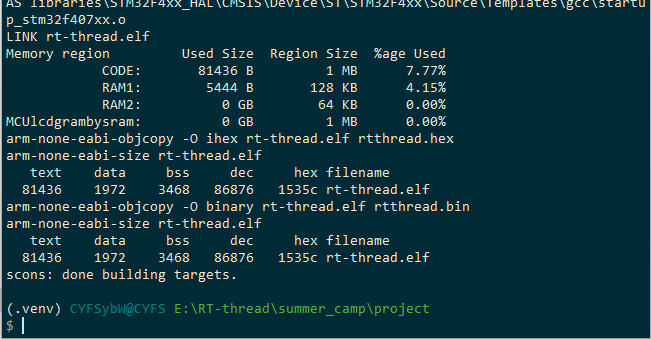 AS libraries\STM32F4xx_HAL\CMSIS\Device\ST\STM32F4xx\Source\Templates\gcc\startu
p_stm32f407xx.o
LINK rt-thread.elf
Memory region         Used Size  Region Size  %age Used
            CODE:       81436 B         1 MB      7.77%
            RAM1:        5444 B       128 KB      4.15%
            RAM2:          0 GB        64 KB      0.00%
MCUlcdgrambysram:          0 GB         1 MB      0.00%
arm-none-eabi-objcopy -O ihex rt-thread.elf rtthread.hex
arm-none-eabi-size rt-thread.elf
   text    data     bss     dec     hex filename
  81436    1972    3468   86876   1535c rt-thread.elf
arm-none-eabi-objcopy -O binary rt-thread.elf rtthread.bin
arm-none-eabi-size rt-thread.elf
   text    data     bss     dec     hex filename
  81436    1972    3468   86876   1535c rt-thread.elf
scons: done building targets.
(.venv) CYFSybW@CYFS E:\RT-thread\summer_camp\project
$